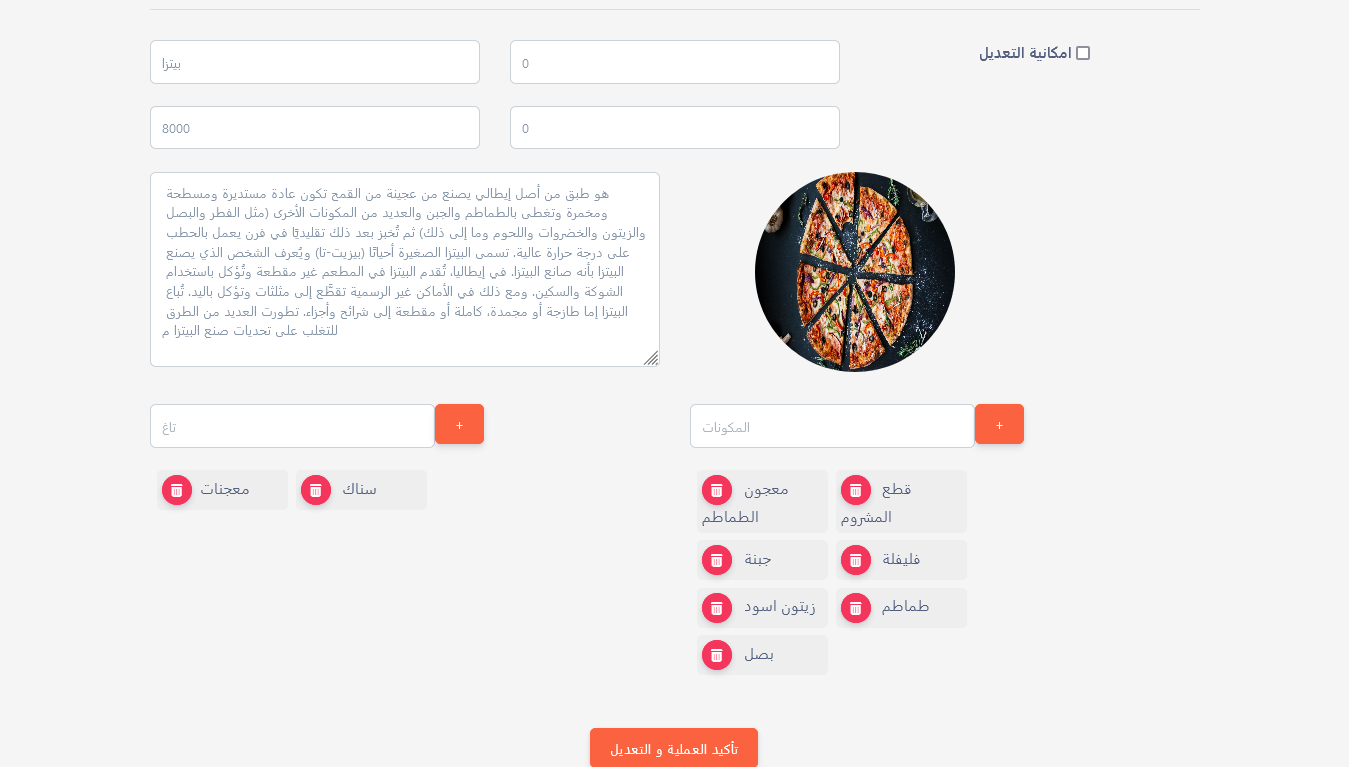 امكانية التعديل
بيتزا
0
8000
0
هو طبق من أصل إيطالي يصنع من عجينة من القمح تكون عادة مستديرة ومسطحة
ومخمرة وتغطى بالطماطم والجبن والعديد من المكونات الأخرى (مثل الفطر والبصل
والزيتون والخضروات واللحوم وما إلى ذلك) ثم تُخبز بعد ذلك تقليديًا في فرن يعمل بالحطب
على درجة حرارة عالية. تسمى البيتزا الصغيرة أحيانًا (بيزيت-تا) ويُعرف الشخص الذي يصنع
البيتزا بأنه صانع البيتزا. في إيطاليا، تُقدم البيتزا في المطعم غير مقطعة وتُؤكل باستخدام
الشوكة والسكين. ومع ذلك في الأماكن غير الرسمية تقطَّع إلى مثلثات وتؤكل باليد. تُباع
البيتزا إما طازجة أو مجمدة، كاملة أو مقطعة إلى شرائح وأجزاء. تطورت العديد من الطرق
للتغلب على تحديات صنع البيتزا م
تاغ
+
المكونات
+
معجنات
سناك
معجون
الطماطم
قطع
المشروم
جبنة
فليفلة
زيتون اسود
طماطم
بصل
تأكيد العملية و التعديل